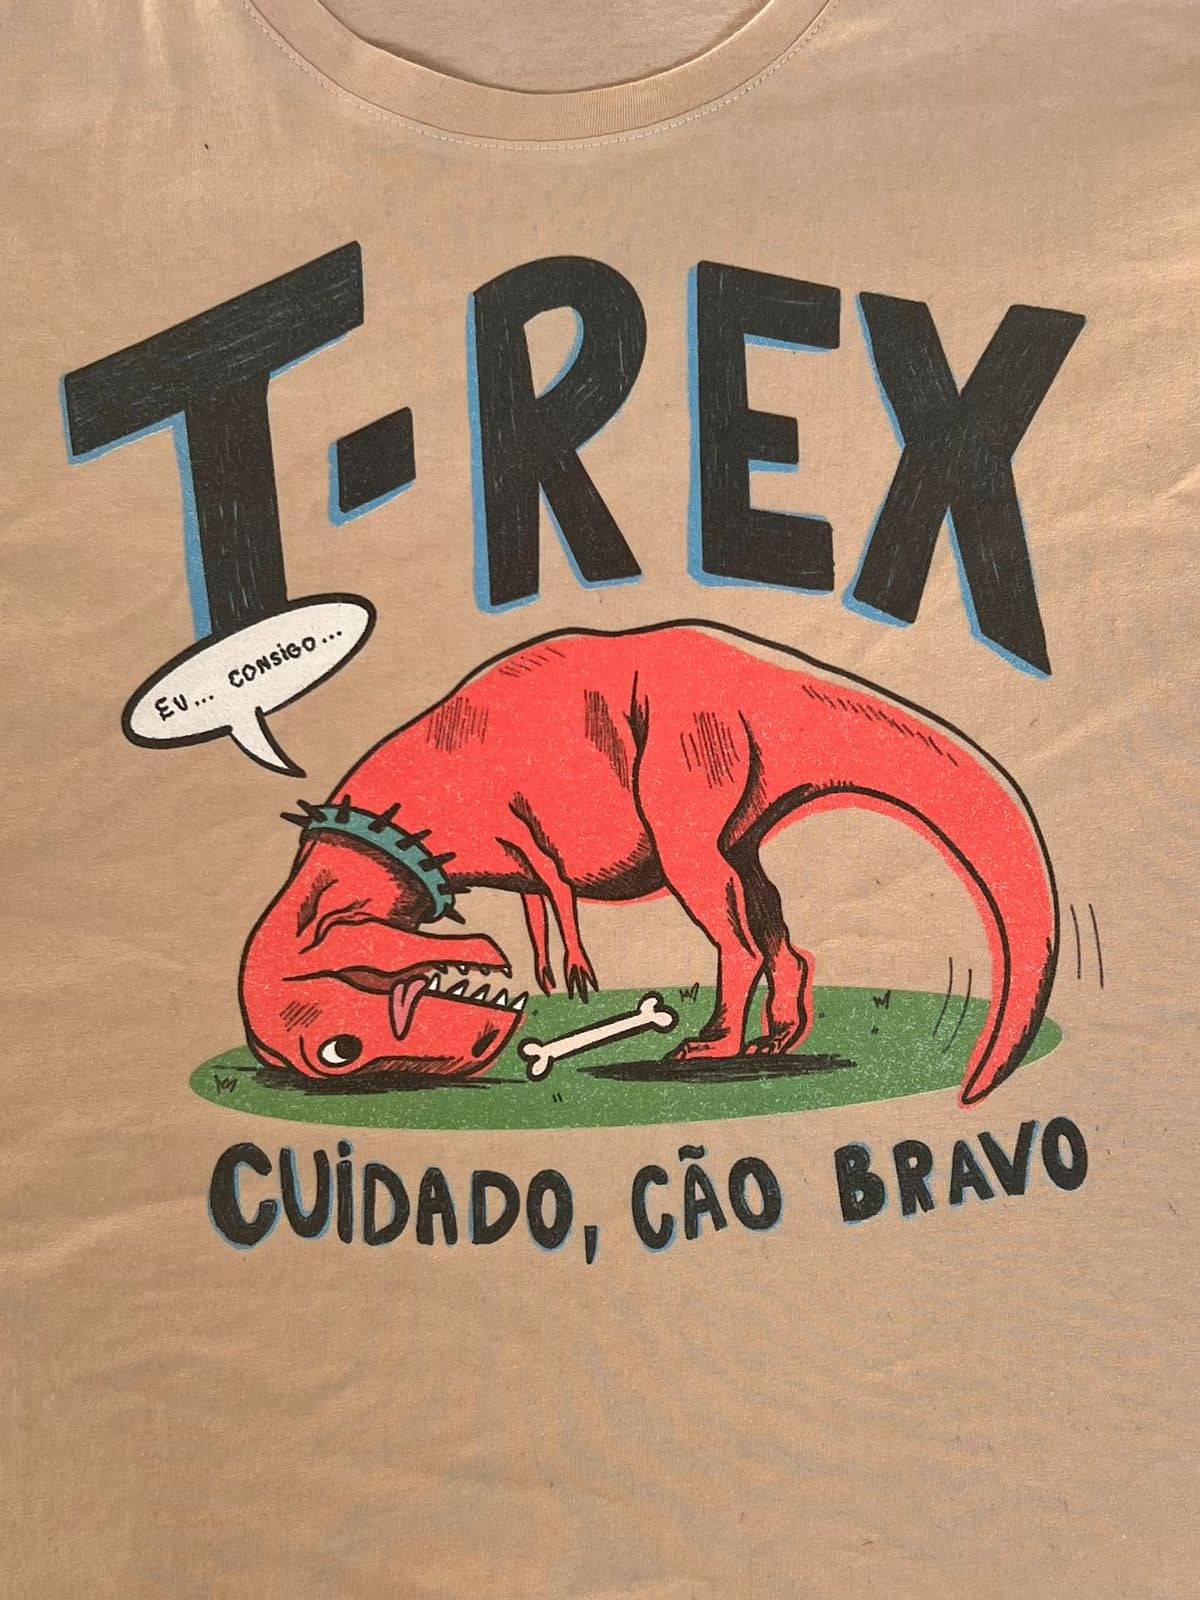 T-REX
EU... CONSIGO...
CUIDADO, CÃO BRAVO